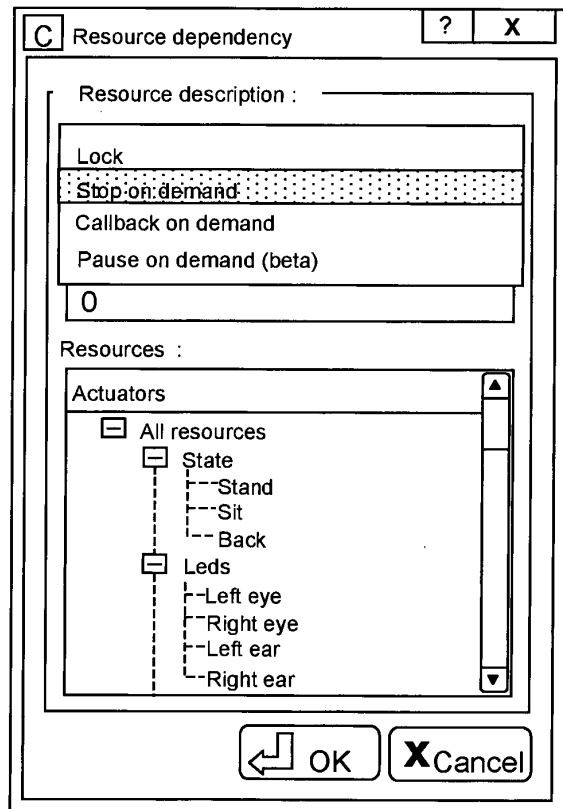 C Resource dependency ? X
Resource description :
Lock
Stop on demand
Callback on demand
Pause on demand (beta)
0
Resources :
Actuators
All resources
State
Stand
Sit
Back
Leds
Left eye
Right eye
Left ear
Right ear
OK X Cancel